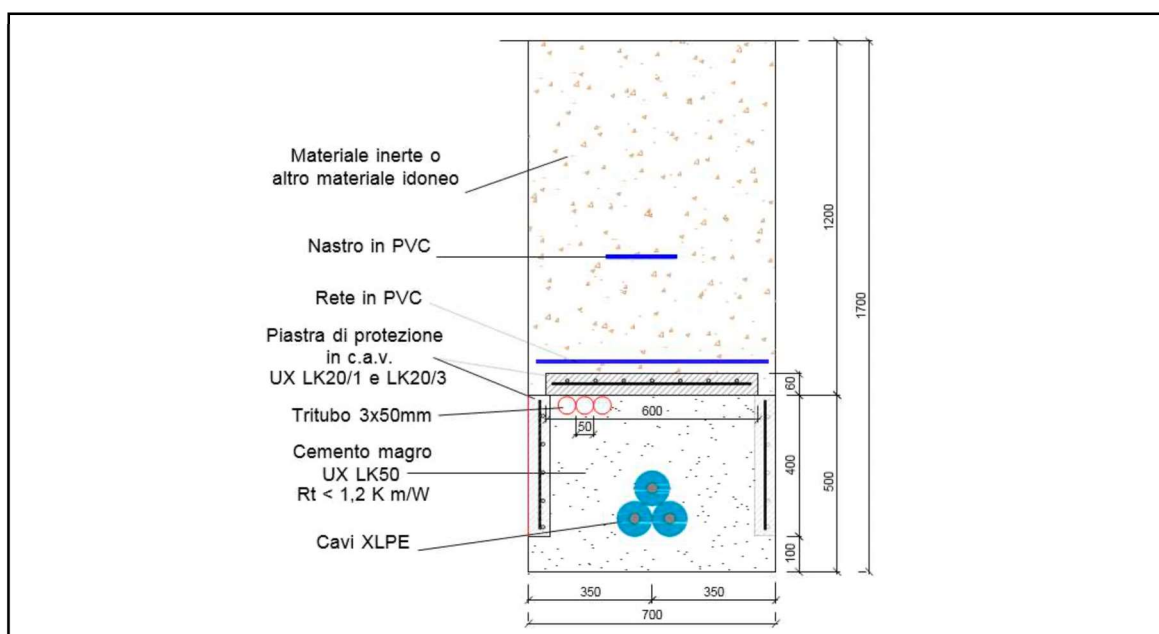 Materiale inerte o
altro materiale idoneo
Nastro in PVC
Rete in PVC
Piastra di protezione
in c.a.v.
UX LK20/1 e LK20/3
Tritubo 3x50mm
Cemento magro
UX LK50
Rt < 1,2 K m/W
Cavi XLPE
1200
1700
60
600
50
400
500
100
350
350
700